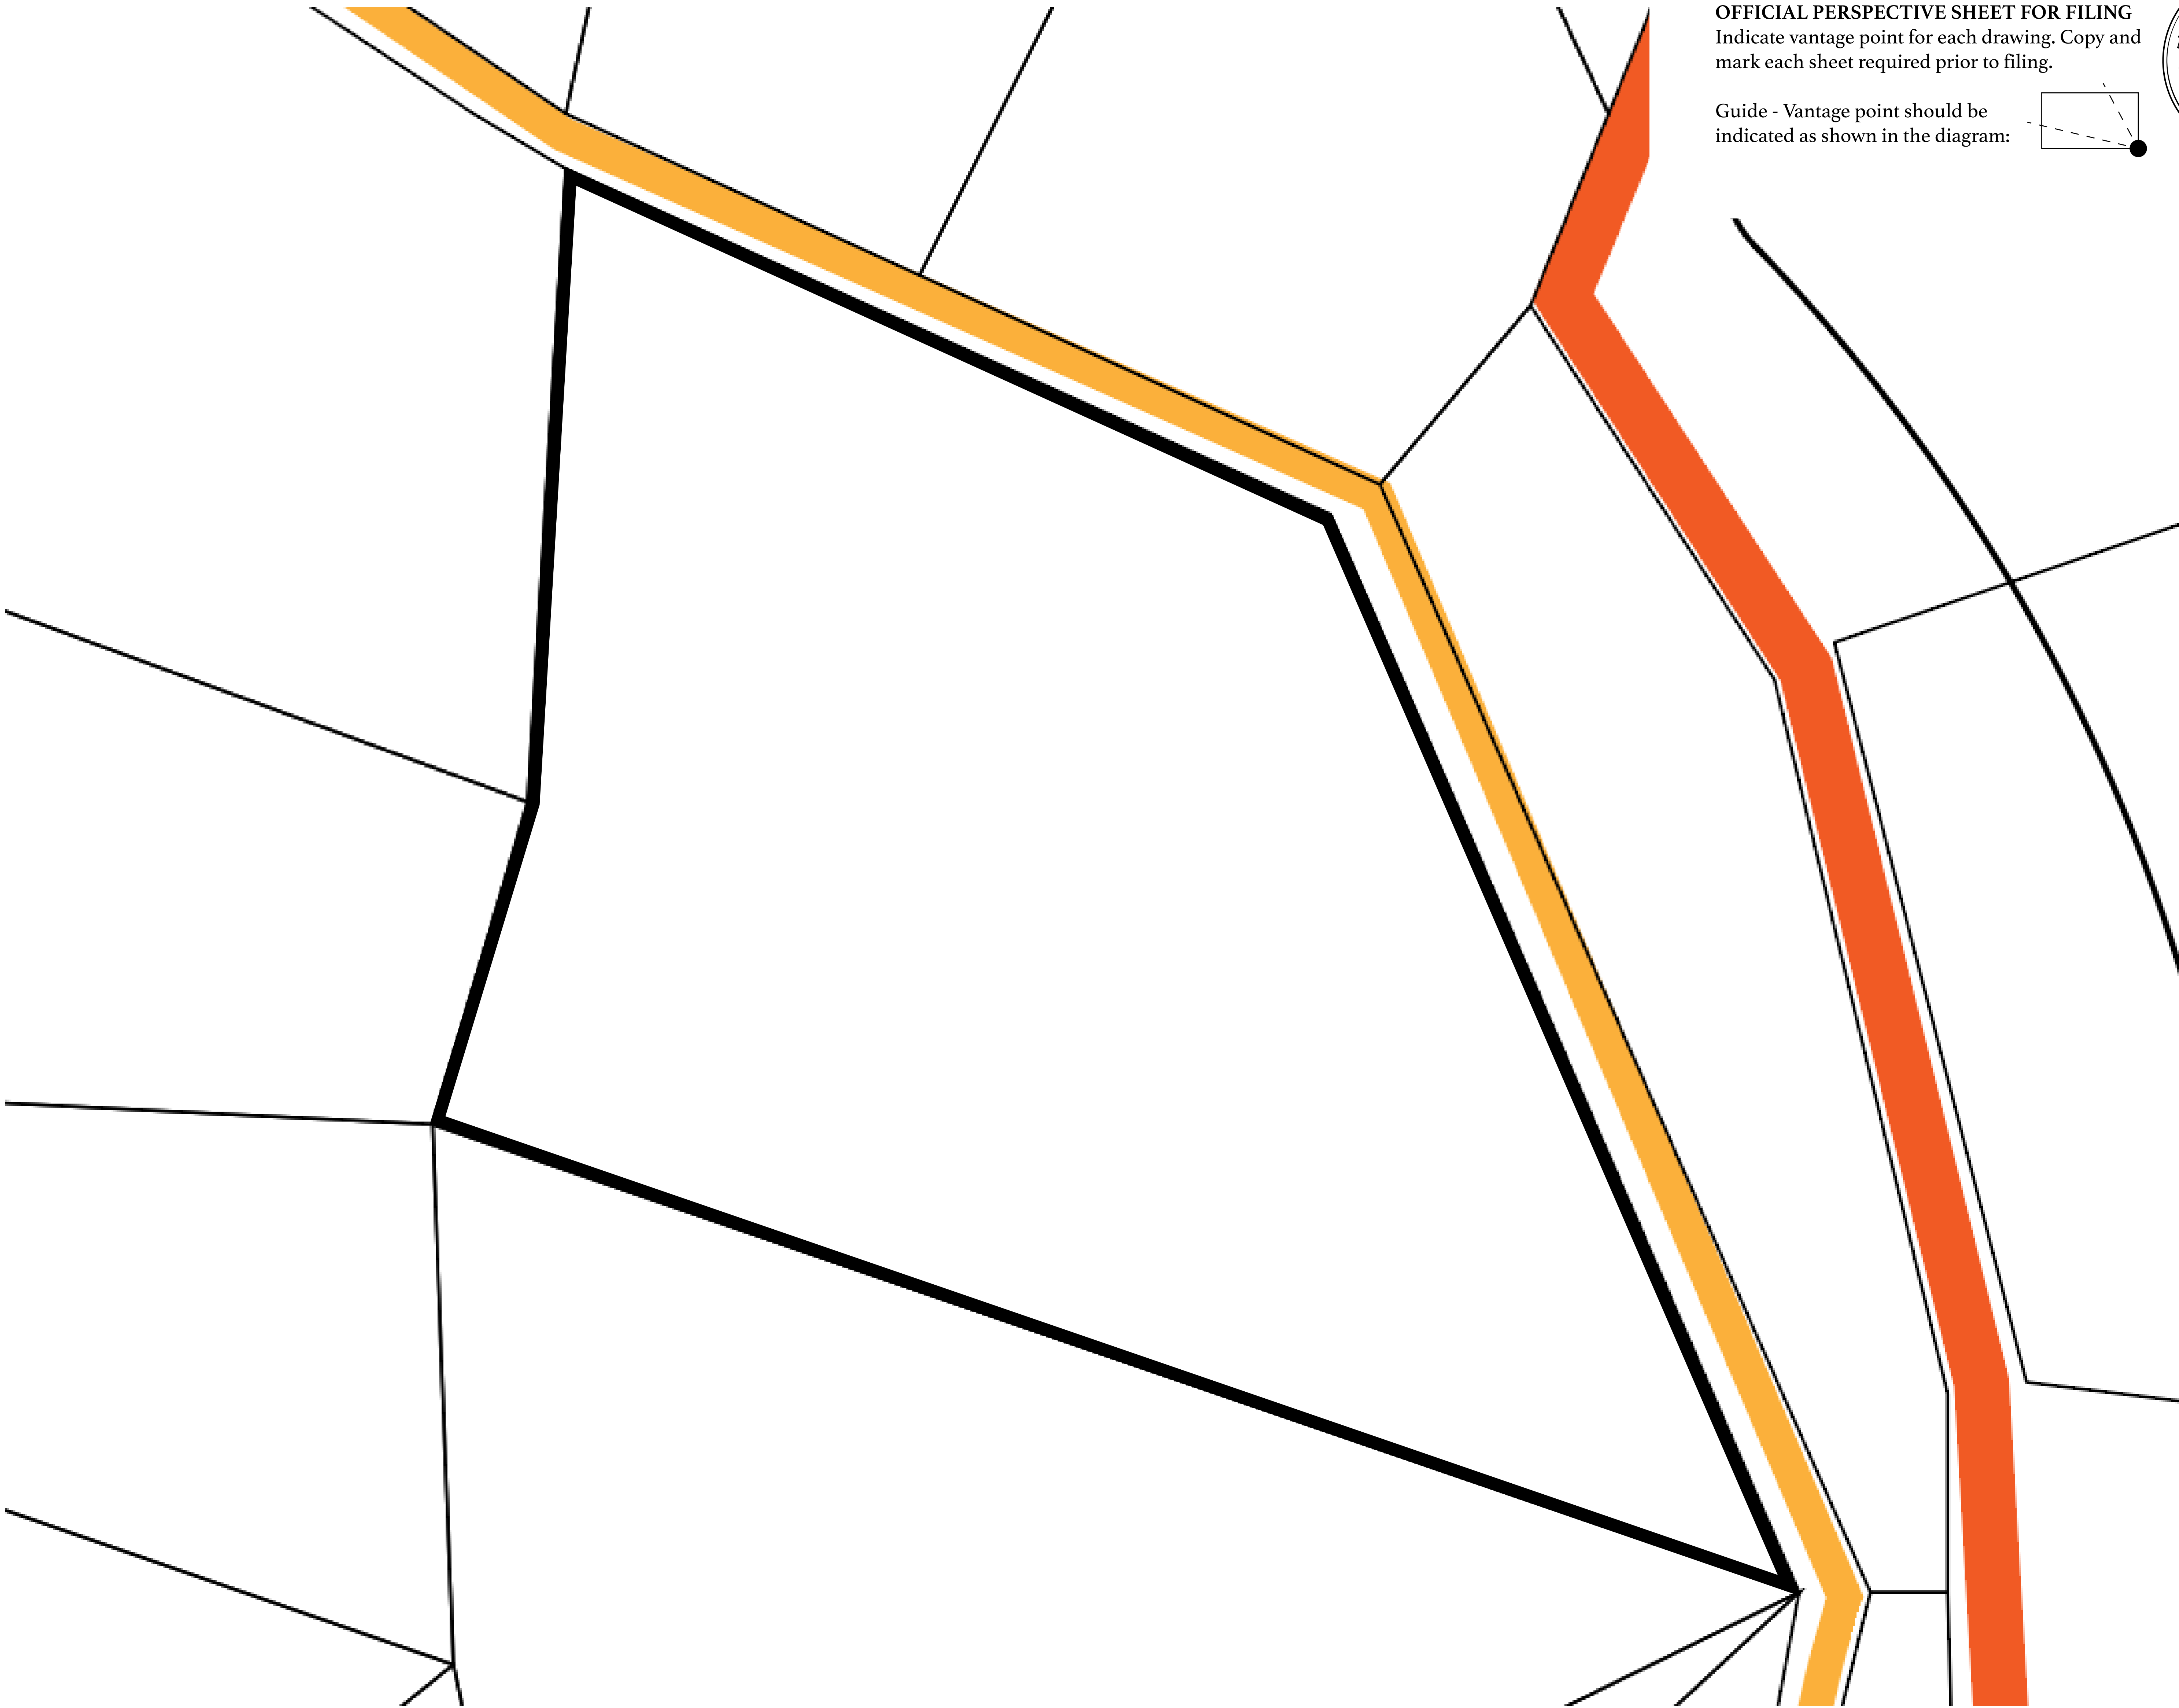 OFFICIAL PERSPECTIVE SHEET FOR FILING
Indicate vantage point for each drawing. Copy and
mark each sheet required prior to filing.
Guide - Vantage point should be
indicated as shown in the diagram: